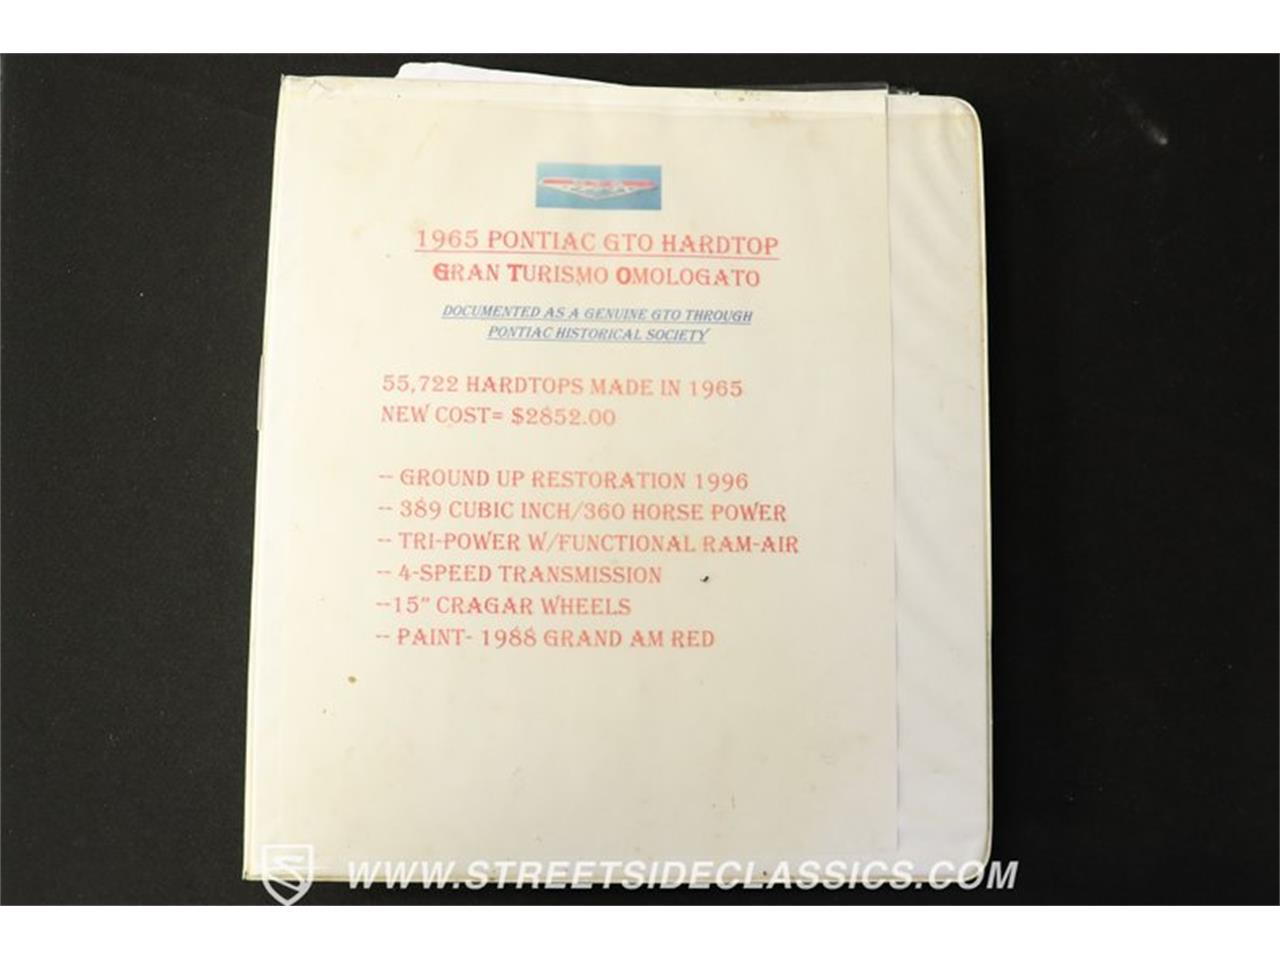 1965 PONTIAC GTO HARDTOP
GRAN TURISMO OMOLOGATO
DOCUMENTED AS A GENUINE GTO THROUGH
PONTIAC HISTORICAL SOCIETY
55,722 HARDTOPS MADE IN 1965
NEW COST= $2852.00
-- GROUND UP RESTORATION 1996
-- 389 CUBIC INCH/360 HORSE POWER
-- TRI-POWER W/FUNCTIONAL RAM-AIR
-- 4-SPEED TRANSMISSION
--15" CRAGAR WHEELS
-- PAINT- 1988 GRAND AM RED
WWW.STREETSIDECLASSICS.COM